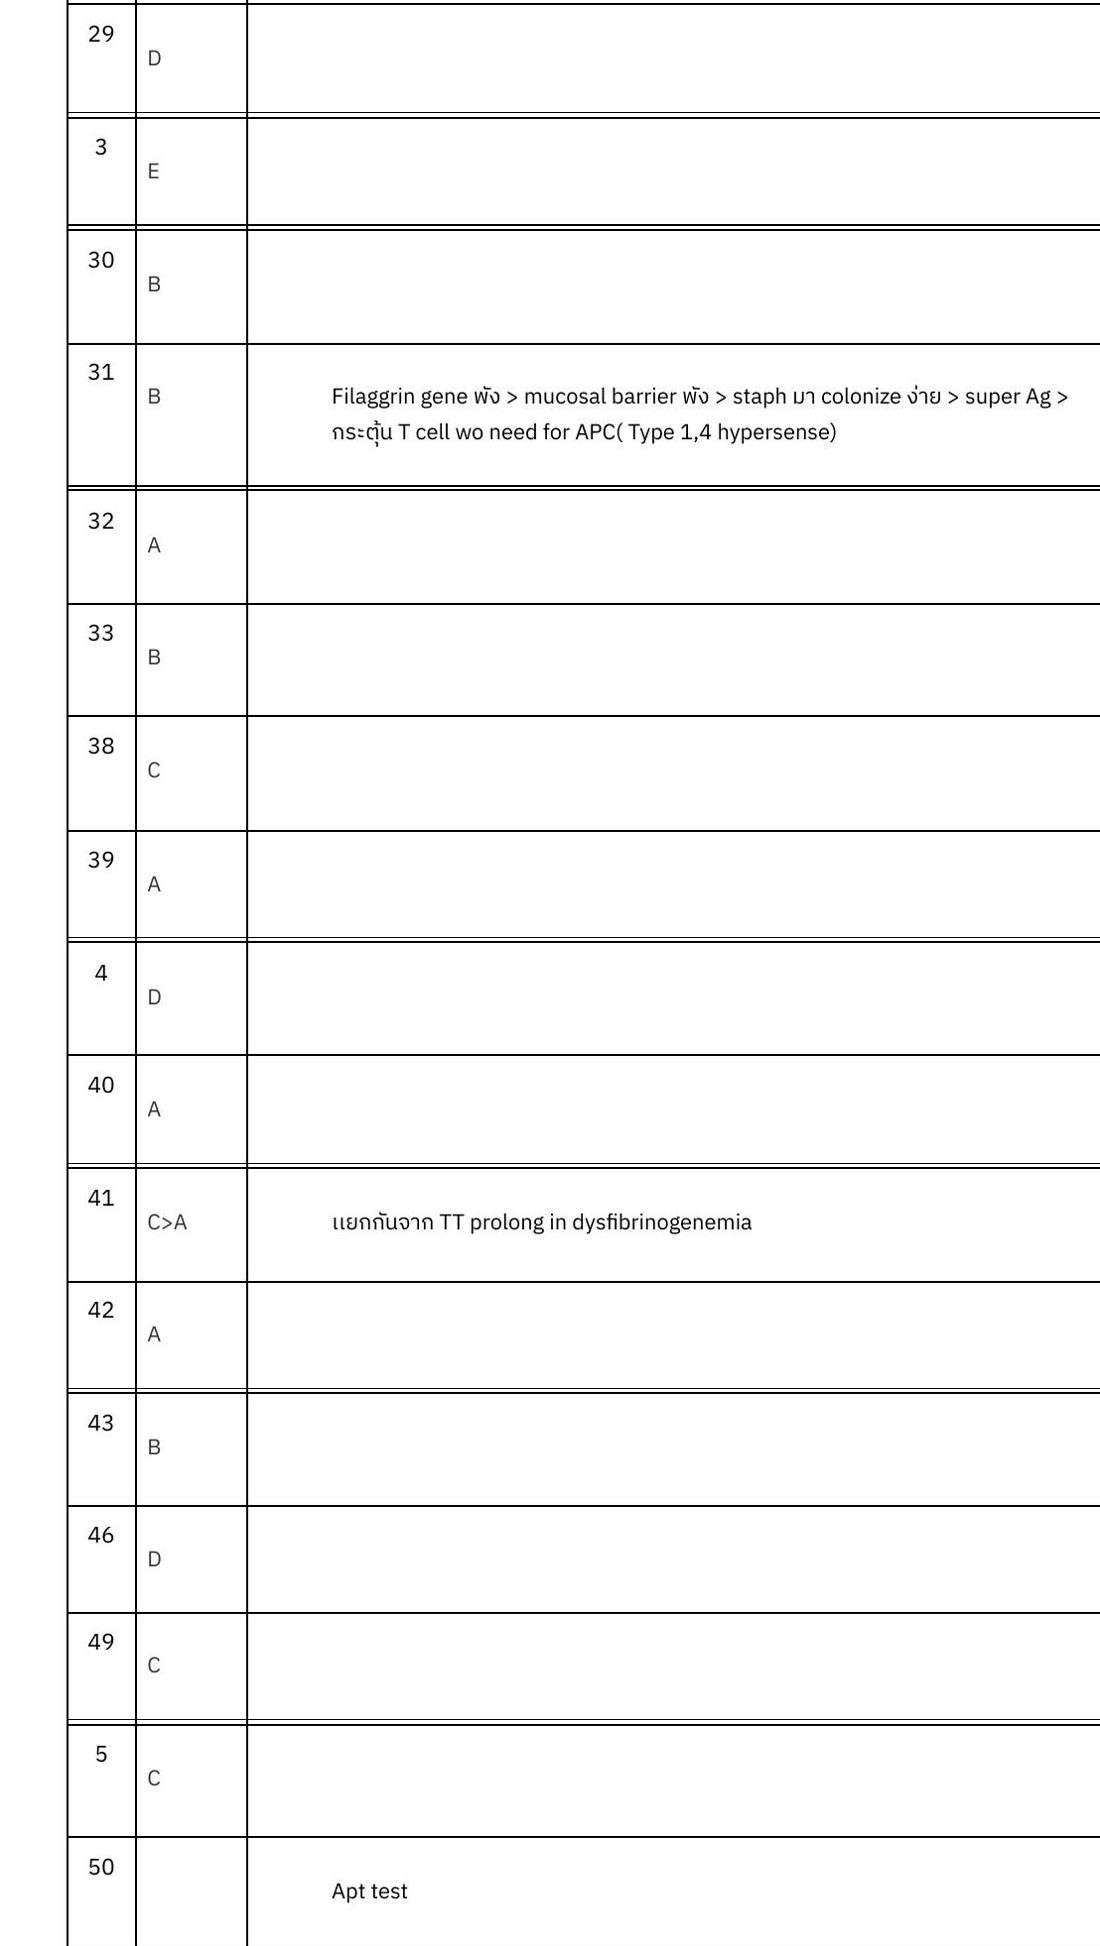 29
D
3
E
30
B
31
B
Filaggrin gene พัง > mucosal barrier พัง > staph มา colonize ง่าย > super Ag >
กระตุ้น T cell wo need for APC( Type 1,4 hypersense)
32
A
33
B
38
C
39
A
4
D
40
A
41
C>A
แยกกันจาก TT prolong in dysfibrinogenemia
42
A
43
B
46
D
49
C
5
C
50
Apt test